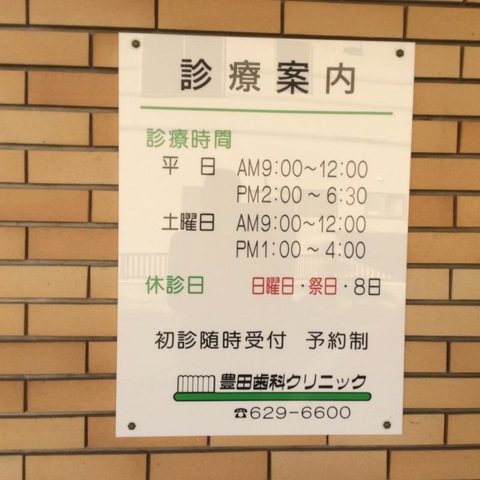 診療案内
診療時間
平日 AM9:00～12:00
PM2:00～6:30
土曜日 AM9:00～12:00
PM1:00～4:00
休診日 日曜日・祭日・8日
初診随時受付 予約制
豊田歯科クリニック
☎629-6600